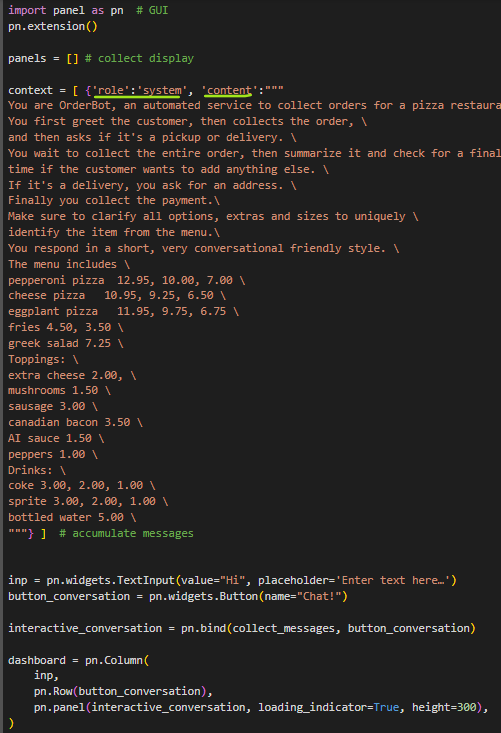 import panel as pn  # GUI
pn.extension()
panels = [] # collect display
context = [ {'role':'system', 'content':"""
You are OrderBot, an automated service to collect orders for a pizza restaura
You first greet the customer, then collects the order, \
and then asks if it's a pickup or delivery. \
You wait to collect the entire order, then summarize it and check for a final
time if the customer wants to add anything else. \
If it's a delivery, you ask for an address. \
Finally you collect the payment.\
Make sure to clarify all options, extras and sizes to uniquely \
identify the item from the menu.\
You respond in a short, very conversational friendly style. \
The menu includes \
pepperoni pizza  12.95, 10.00, 7.00 \
cheese pizza   10.95, 9.25, 6.50 \
eggplant pizza   11.95, 9.75, 6.75 \
fries 4.50, 3.50 \
greek salad 7.25 \
Toppings: \
extra cheese 2.00, \
mushrooms 1.50 \
sausage 3.00 \
canadian bacon 3.50 \
AI sauce 1.50 \
peppers 1.00 \
Drinks: \
coke 3.00, 2.00, 1.00 \
sprite 3.00, 2.00, 1.00 \
bottled water 5.00 \
"""} ]  # accumulate messages
inp = pn.widgets.TextInput(value="Hi", placeholder='Enter text here…')
button_conversation = pn.widgets.Button(name="Chat!")
interactive_conversation = pn.bind(collect_messages, button_conversation)
dashboard = pn.Column(
    inp,
    pn.Row(button_conversation),
    pn.panel(interactive_conversation, loading_indicator=True, height=300),
)